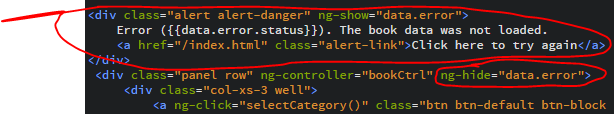 <div class="alert alert-danger" ng-show="data.error">
Error ({{data.error.status}}). The book data was not loaded.
<a href="/index.html" class="alert-link">Click here to try again</a>
</div>
<div class="panel row" ng-controller="bookCtrl" ng-hide="data.error">
<div class="col-xs-3 well">
<a ng-click="selectCategory()" class="btn btn-default btn-block